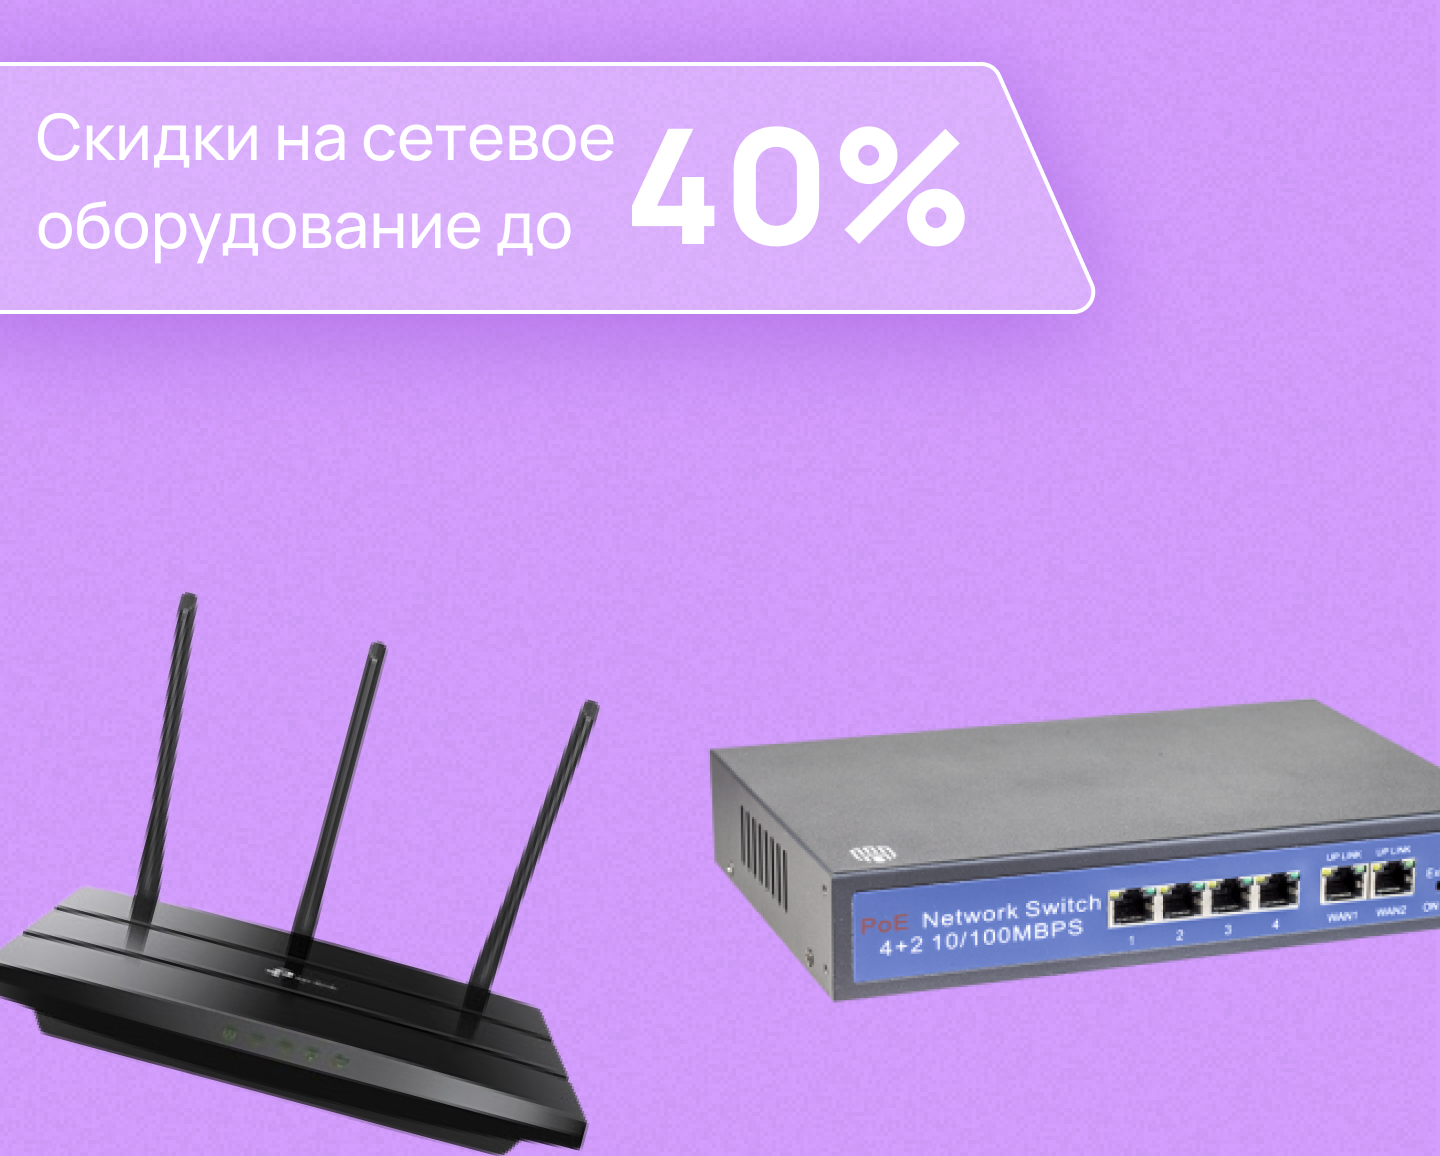 Скидки на сетевое
оборудование до
40%
UP LINK UP LINK
PoE Network Switch
4+2 10/100MBPS
1 2 3 4
WAN1 WAN2
ON